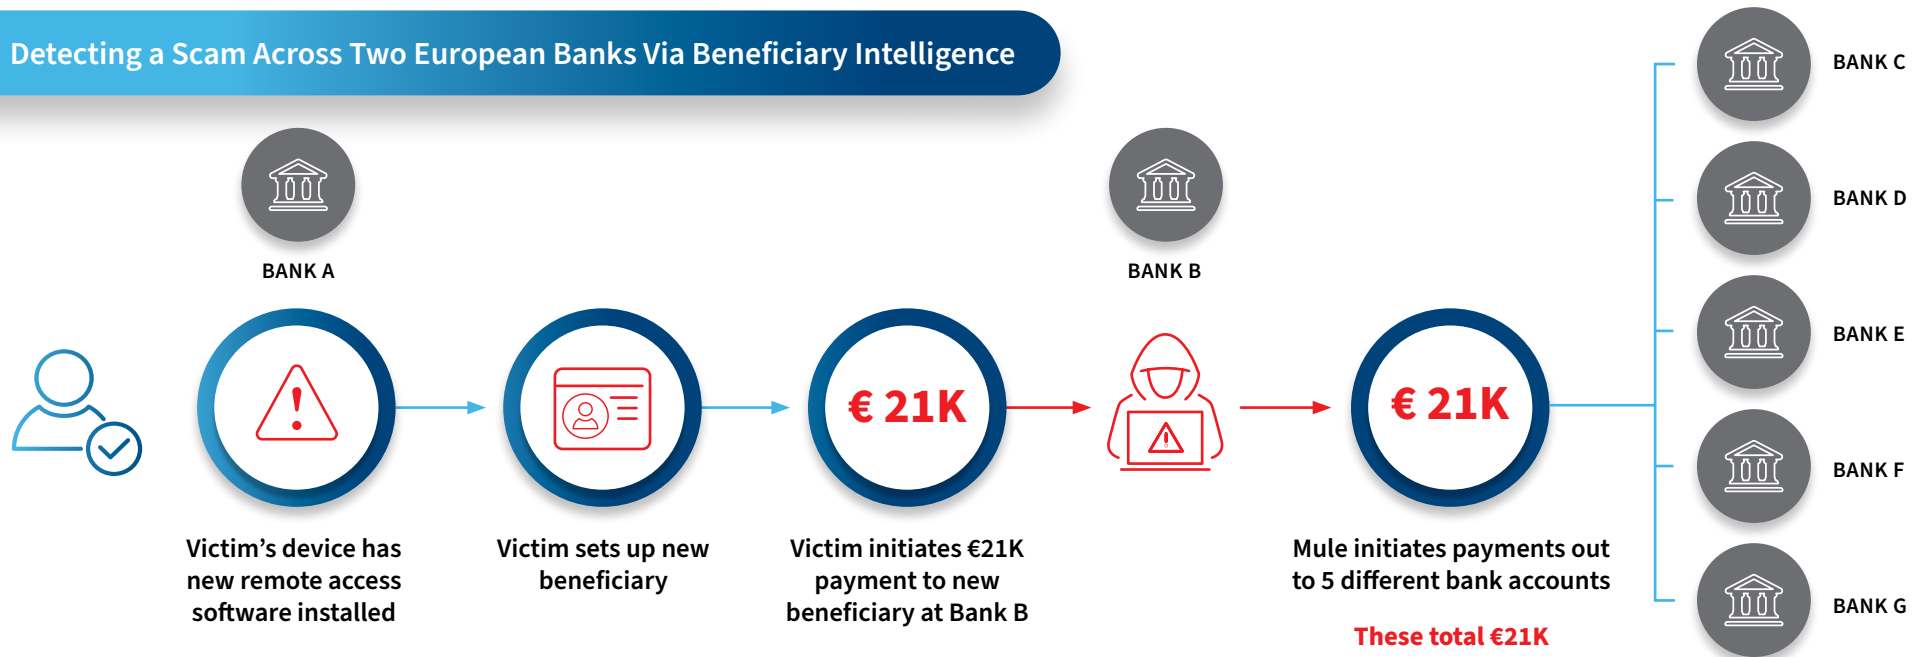 Detecting a Scam Across Two European Banks Via Beneficiary Intelligence
BANK A
BANK B
Victim's device has
new remote access
software installed
Victim sets up new
beneficiary
€ 21K
Victim initiates €21K
payment to new
beneficiary at Bank B
€ 21K
Mule initiates payments out
to 5 different bank accounts
These total €21K
BANK C
BANK D
BANK E
BANK F
BANK G